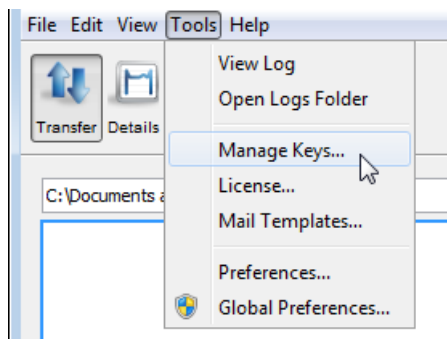 File Edit View Tools Help
View Log
Open Logs Folder
Transfer Details
Manage Keys...
License...
C:\Documents a
Mail Templates...
Preferences...
Global Preferences...